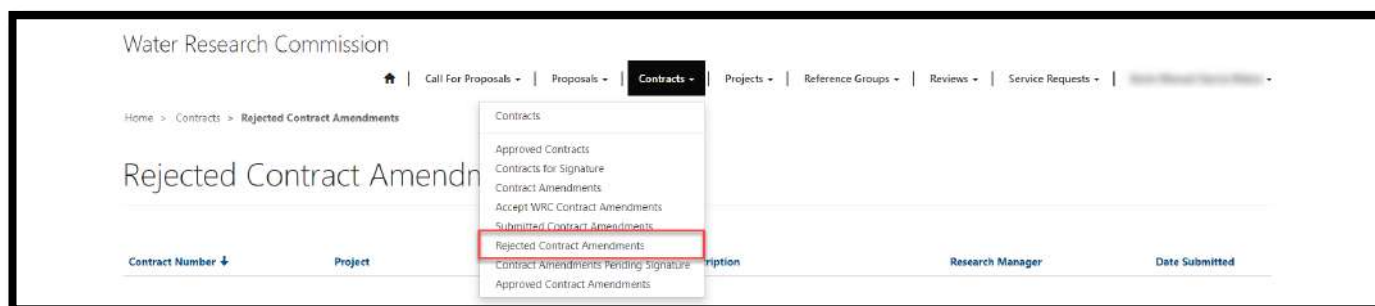 Water Research Commission
Call For Proposals | Proposals | Contracts | Projects | Reference Groups | Reviews | Service Requests |
Home > Contracts > Rejected Contract Amendments
Contracts
Approved Contracts
Rejected Contract Amendm
Contracts for Signature
Contract Amendments
Accept WRC Contract Amendments
Submitted Contract Amendments
Rejected Contract Amendments
Contract Number Project ription Research Manager Date Submitted
Contract Amendments Pending Signature
Approved Contract Amendments